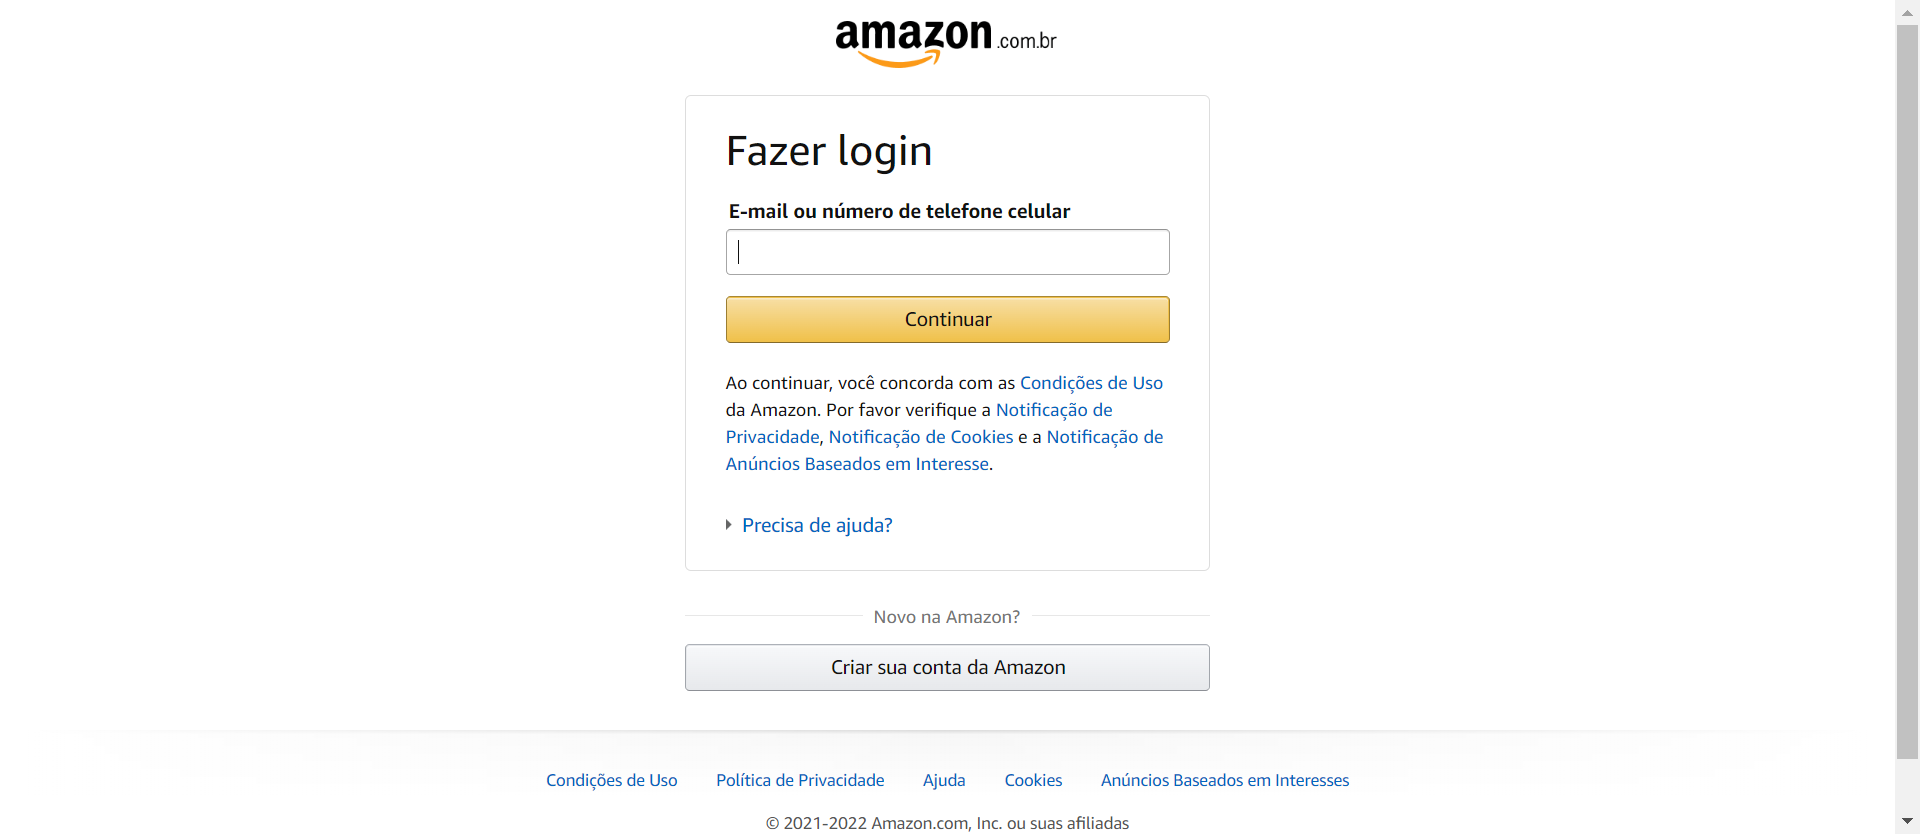 amazon.com.br
Fazer login
E-mail ou número de telefone celular
Continuar
Ao continuar, você concorda com as Condições de Uso
da Amazon. Por favor verifique a Notificação de
Privacidade, Notificação de Cookies e a Notificação de
Anúncios Baseados em Interesse.
Precisa de ajuda?
Novo na Amazon?
Criar sua conta da Amazon
Condições de Uso Política de Privacidade Ajuda Cookies Anúncios Baseados em Interesses
© 2021-2022 Amazon.com, Inc. ou suas afiliadas